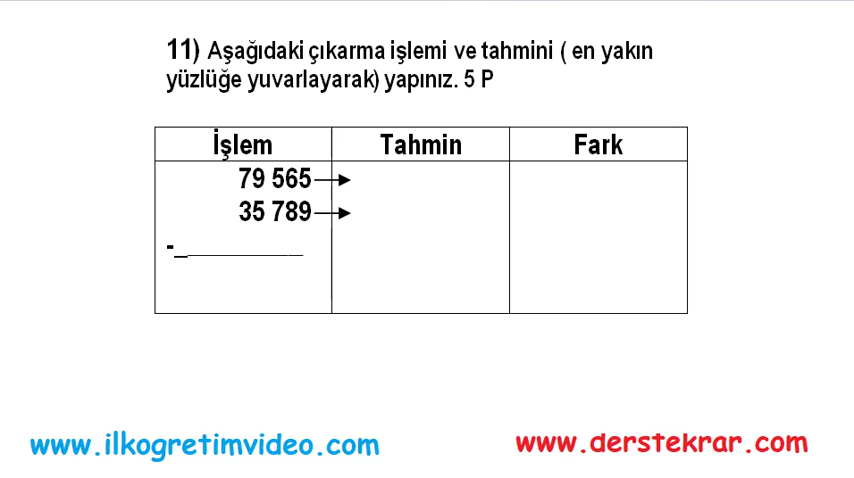 11) Aşağıdaki çıkarma işlemi ve tahmini ( en yakın
yüzlüğe yuvarlayarak) yapınız. 5 P
İşlem Tahmin Fark
79 565
35 789
-
www.ilkogretimvideo.com www.derstekrar.com